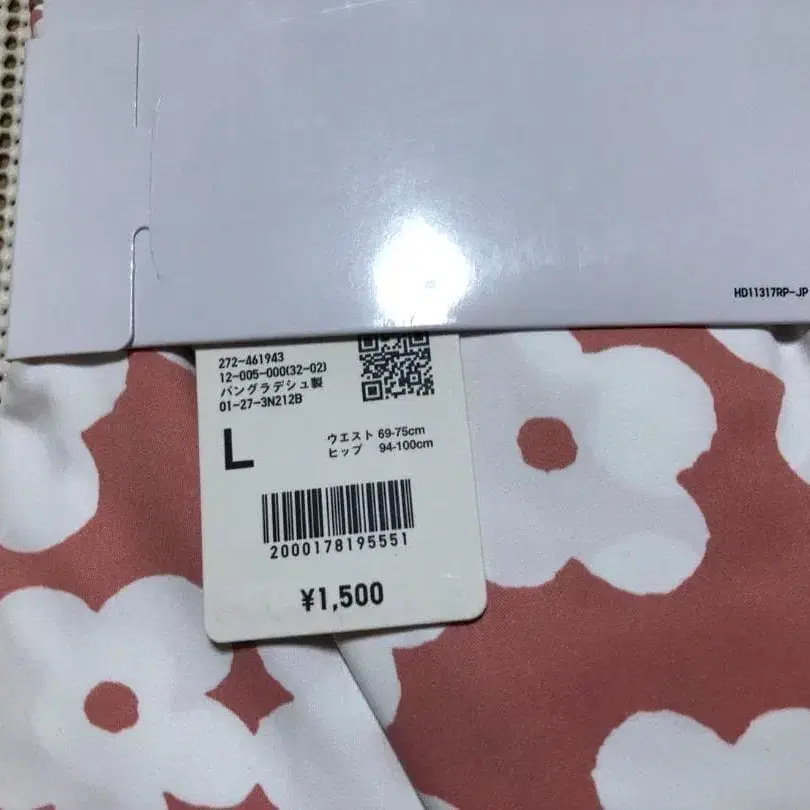 HD11317RP-JP
272-461943
12-005-000(32-02)
バングラデシュ製
01-27-3N212B
L
ウエスト 69-75cm
ヒップ 94-100cm
2000178195551
¥1,500